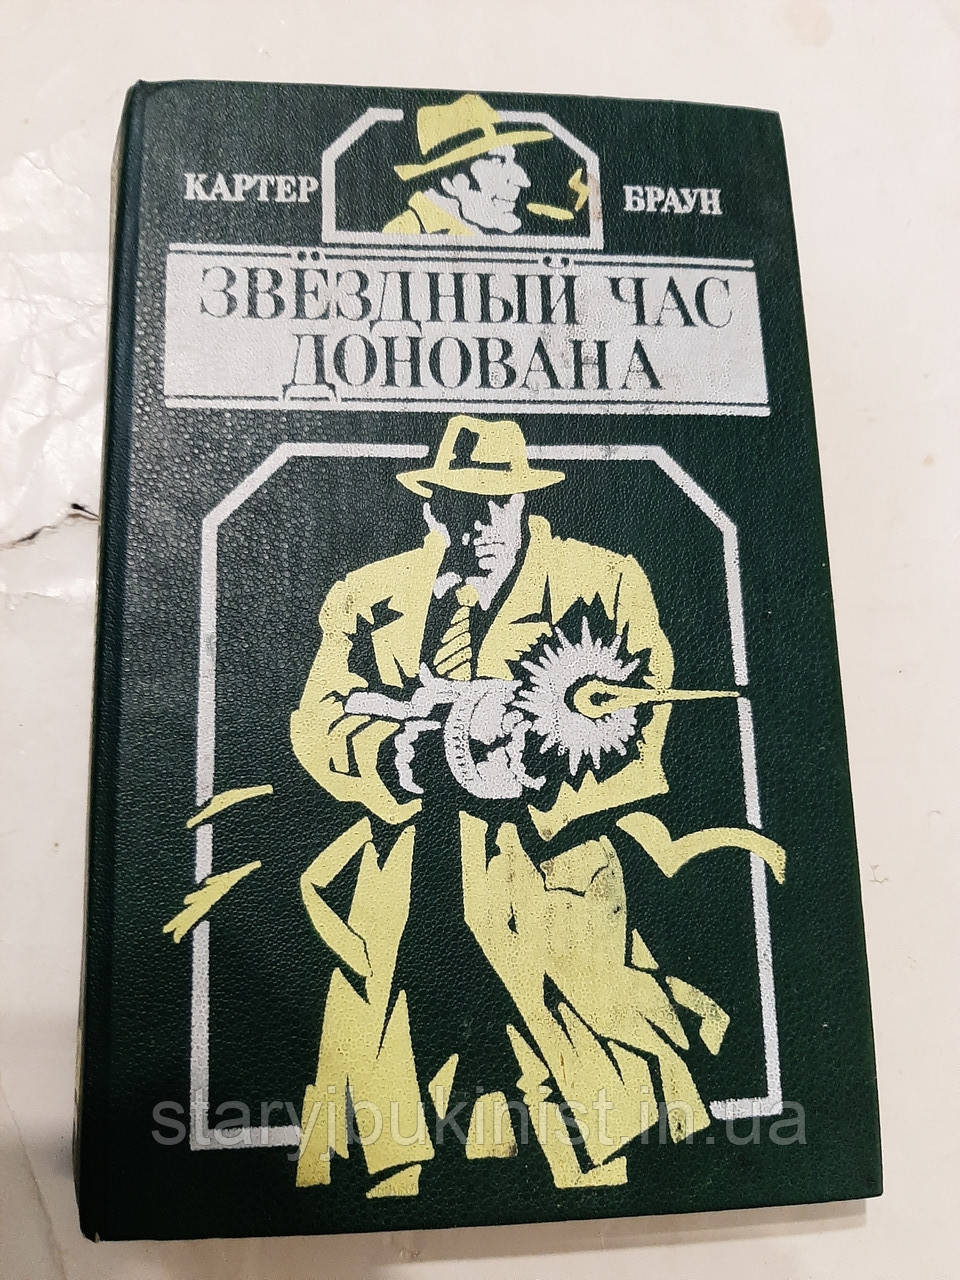 КАРТЕР БРАУН
ЗВЁЗДНЫЙ ЧАС
ДОНОВАНА
staryjbukinist.in.ua